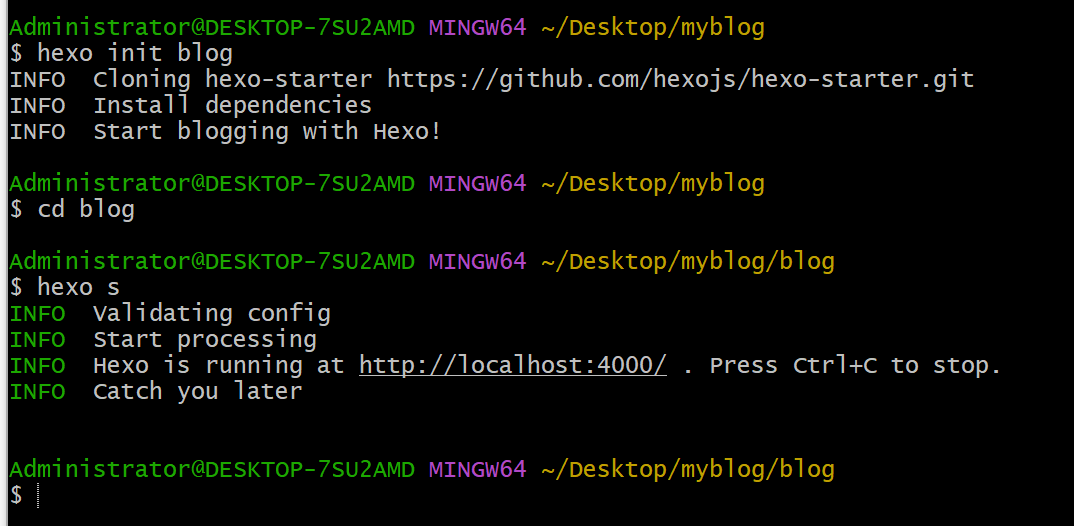 Administrator@DESKTOP-7SU2AMD MINGW64 ~/Desktop/myblog
$ hexo init blog
INFO  Cloning hexo-starter https://github.com/hexojs/hexo-starter.git
INFO  Install dependencies
INFO  Start blogging with Hexo!
Administrator@DESKTOP-7SU2AMD MINGW64 ~/Desktop/myblog
$ cd blog
Administrator@DESKTOP-7SU2AMD MINGW64 ~/Desktop/myblog/blog
$ hexo s
INFO  Validating config
INFO  Start processing
INFO  Hexo is running at http://localhost:4000/ . Press Ctrl+C to stop.
INFO  Catch you later
Administrator@DESKTOP-7SU2AMD MINGW64 ~/Desktop/myblog/blog
$